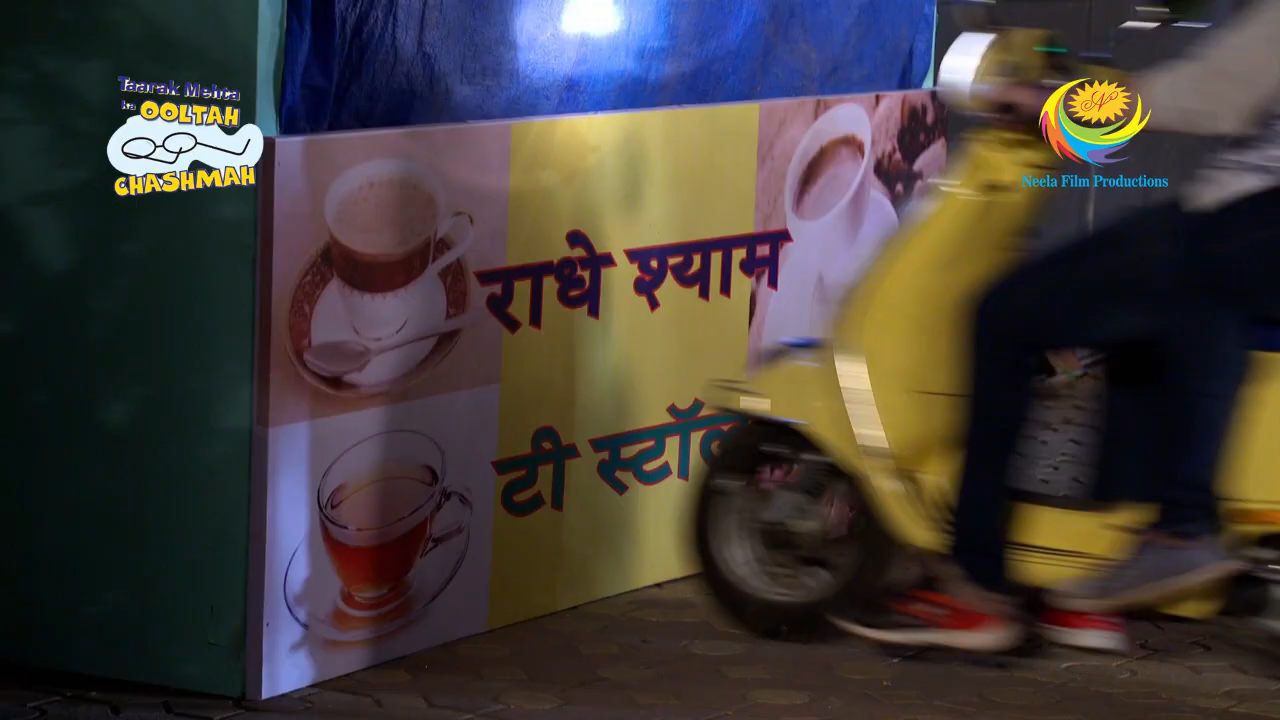 Taarak Mehta
ka OOLTAH
CHASHMAH
Neela Film Productions
राधे श्याम
टी स्टॉल